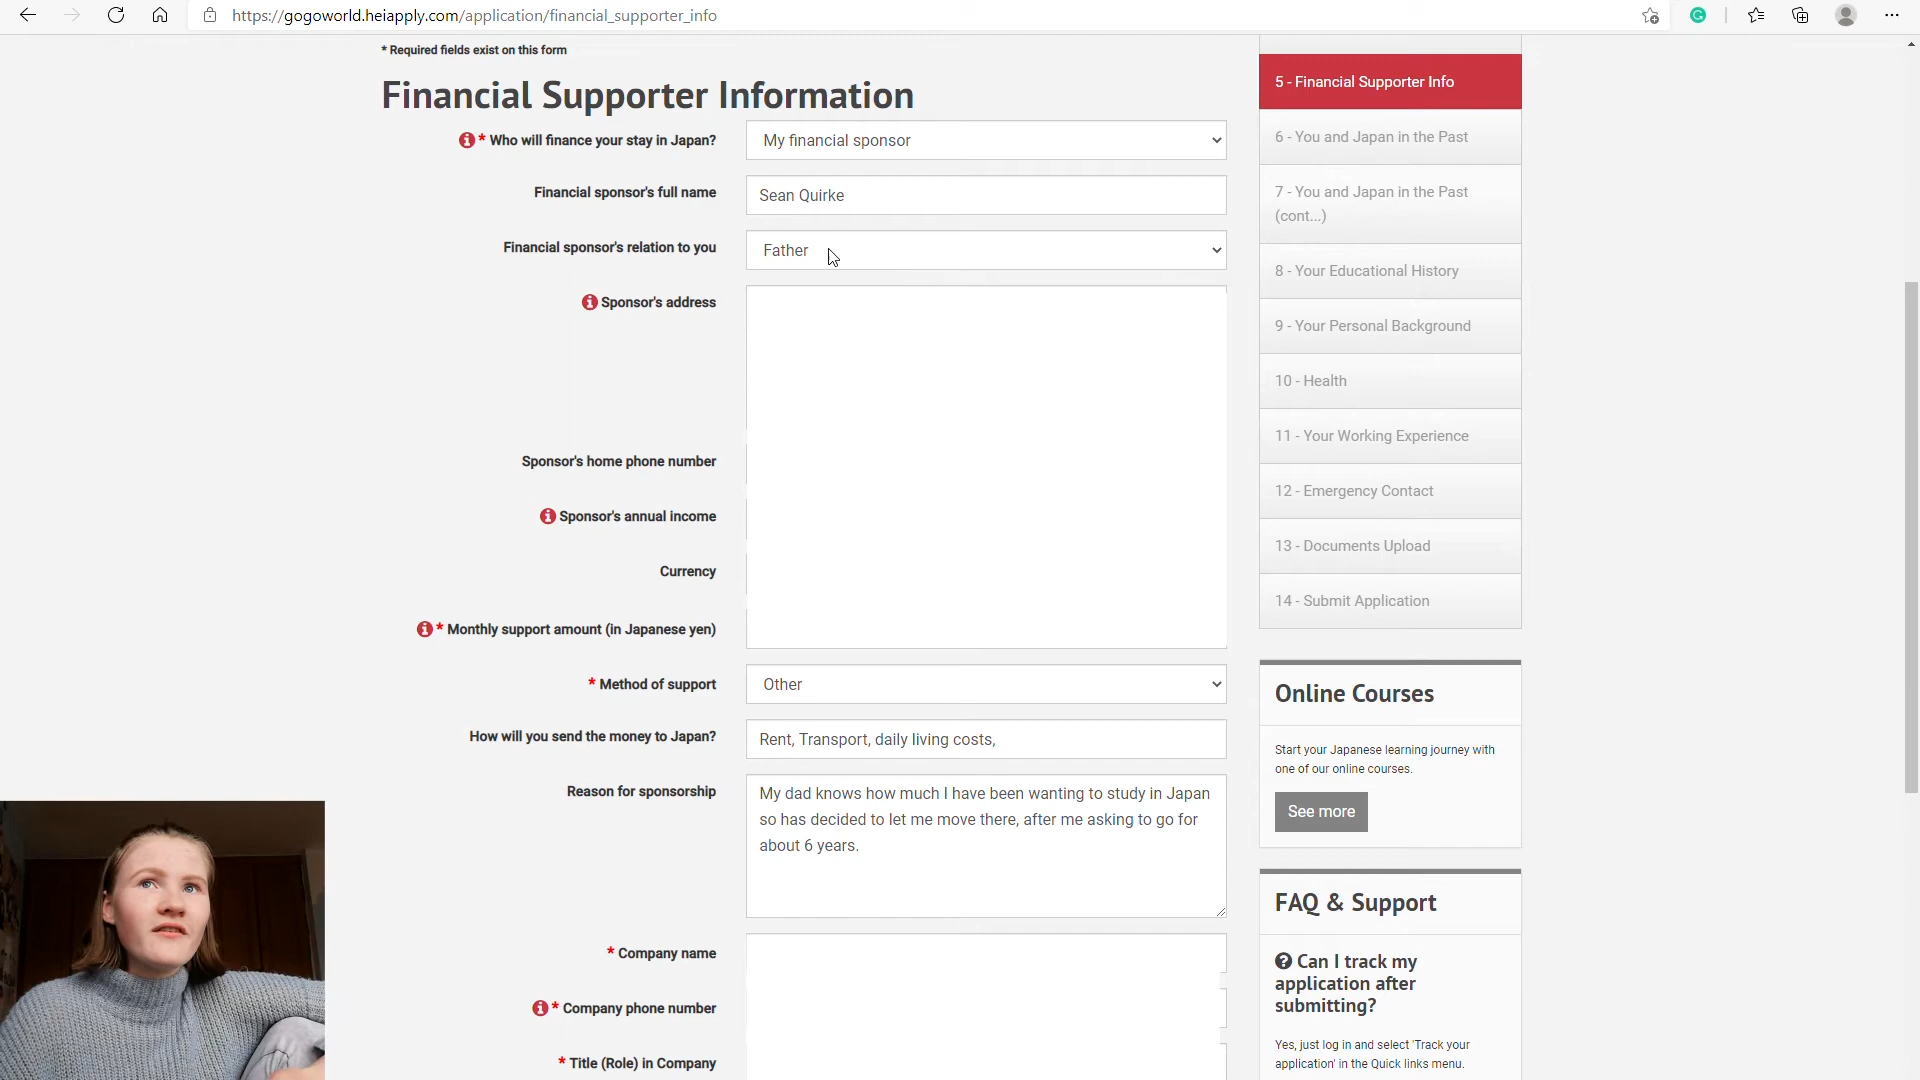 https://gogoworld.heiapply.com/application/financial_supporter_info
* Required fields exist on this form
Financial Supporter Information
* Who will finance your stay in Japan?
My financial sponsor
Financial sponsor's full name
Sean Quirke
Financial sponsor's relation to you
Father
Sponsor's address
Sponsor's home phone number
Sponsor's annual income
Currency
* Monthly support amount (in Japanese yen)
* Method of support
Other
How will you send the money to Japan?
Rent, Transport, daily living costs,
Reason for sponsorship
My dad knows how much I have been wanting to study in Japan
so has decided to let me move there, after me asking to go for
about 6 years.
* Company name
* Company phone number
* Title (Role) in Company
5 - Financial Supporter Info
6 - You and Japan in the Past
7 - You and Japan in the Past
(cont...)
8 - Your Educational History
9 - Your Personal Background
10 - Health
11 - Your Working Experience
12 - Emergency Contact
13 - Documents Upload
14 - Submit Application
Online Courses
Start your Japanese learning journey with
one of our online courses.
See more
FAQ & Support
Can I track my
application after
submitting?
Yes, just log in and select 'Track your
application' in the Quick links menu.